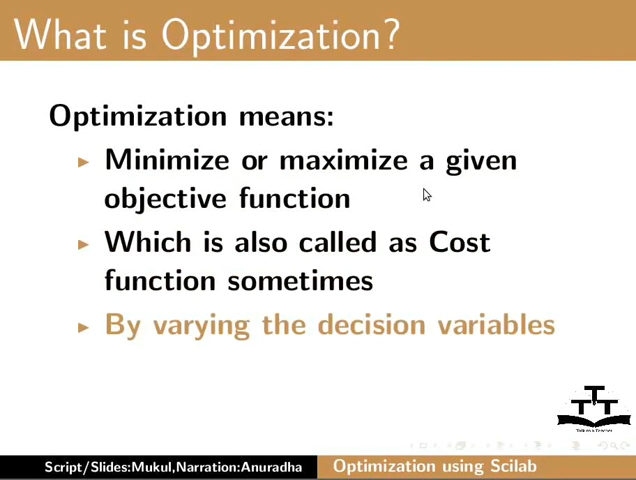 What is Optimization?
Optimization means:
Minimize or maximize a given
objective function
Which is also called as Cost
function sometimes
By varying the decision variables
Script/Slides:Mukul,Narration:Anuradha
Optimization using Scilab